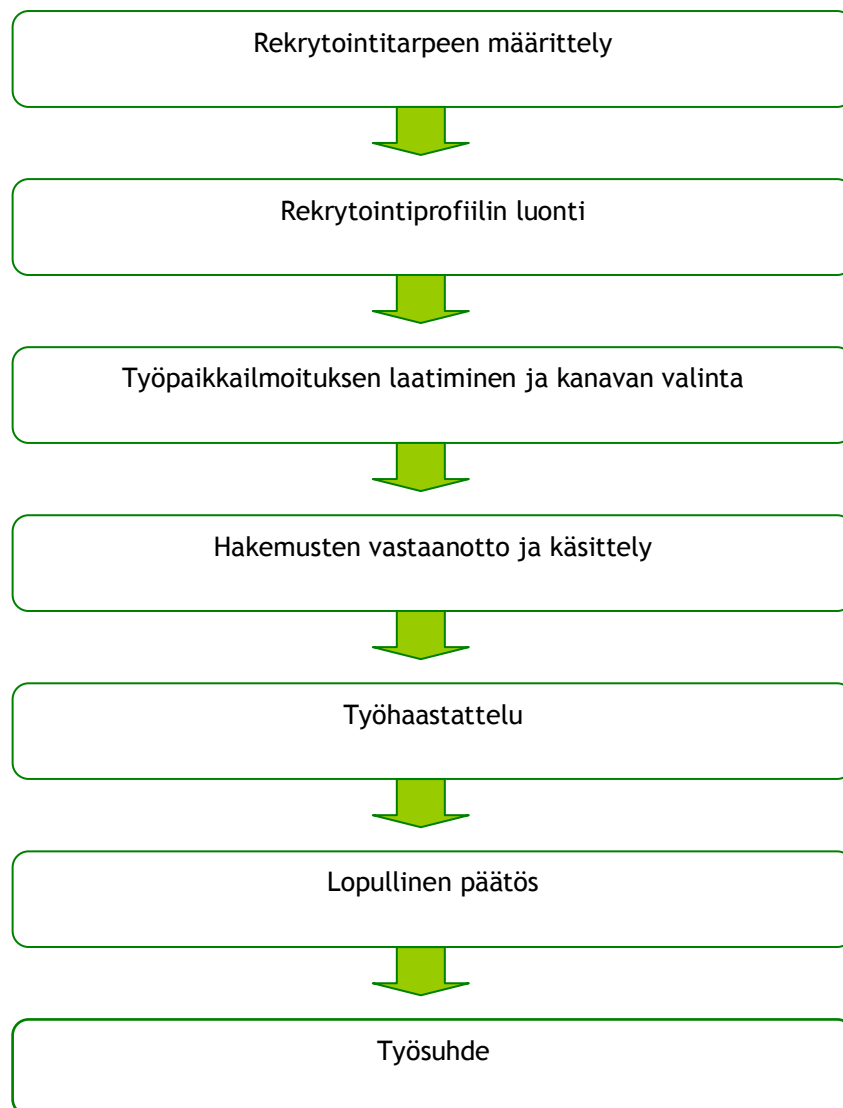 Rekrytointitarpeen määrittely
Rekrytointiprofiilin luonti
Työpaikkailmoituksen laatiminen ja kanavan valinta
Hakemusten vastaanotto ja käsittely
Työhaastattelu
Lopullinen päätös
Työsuhde